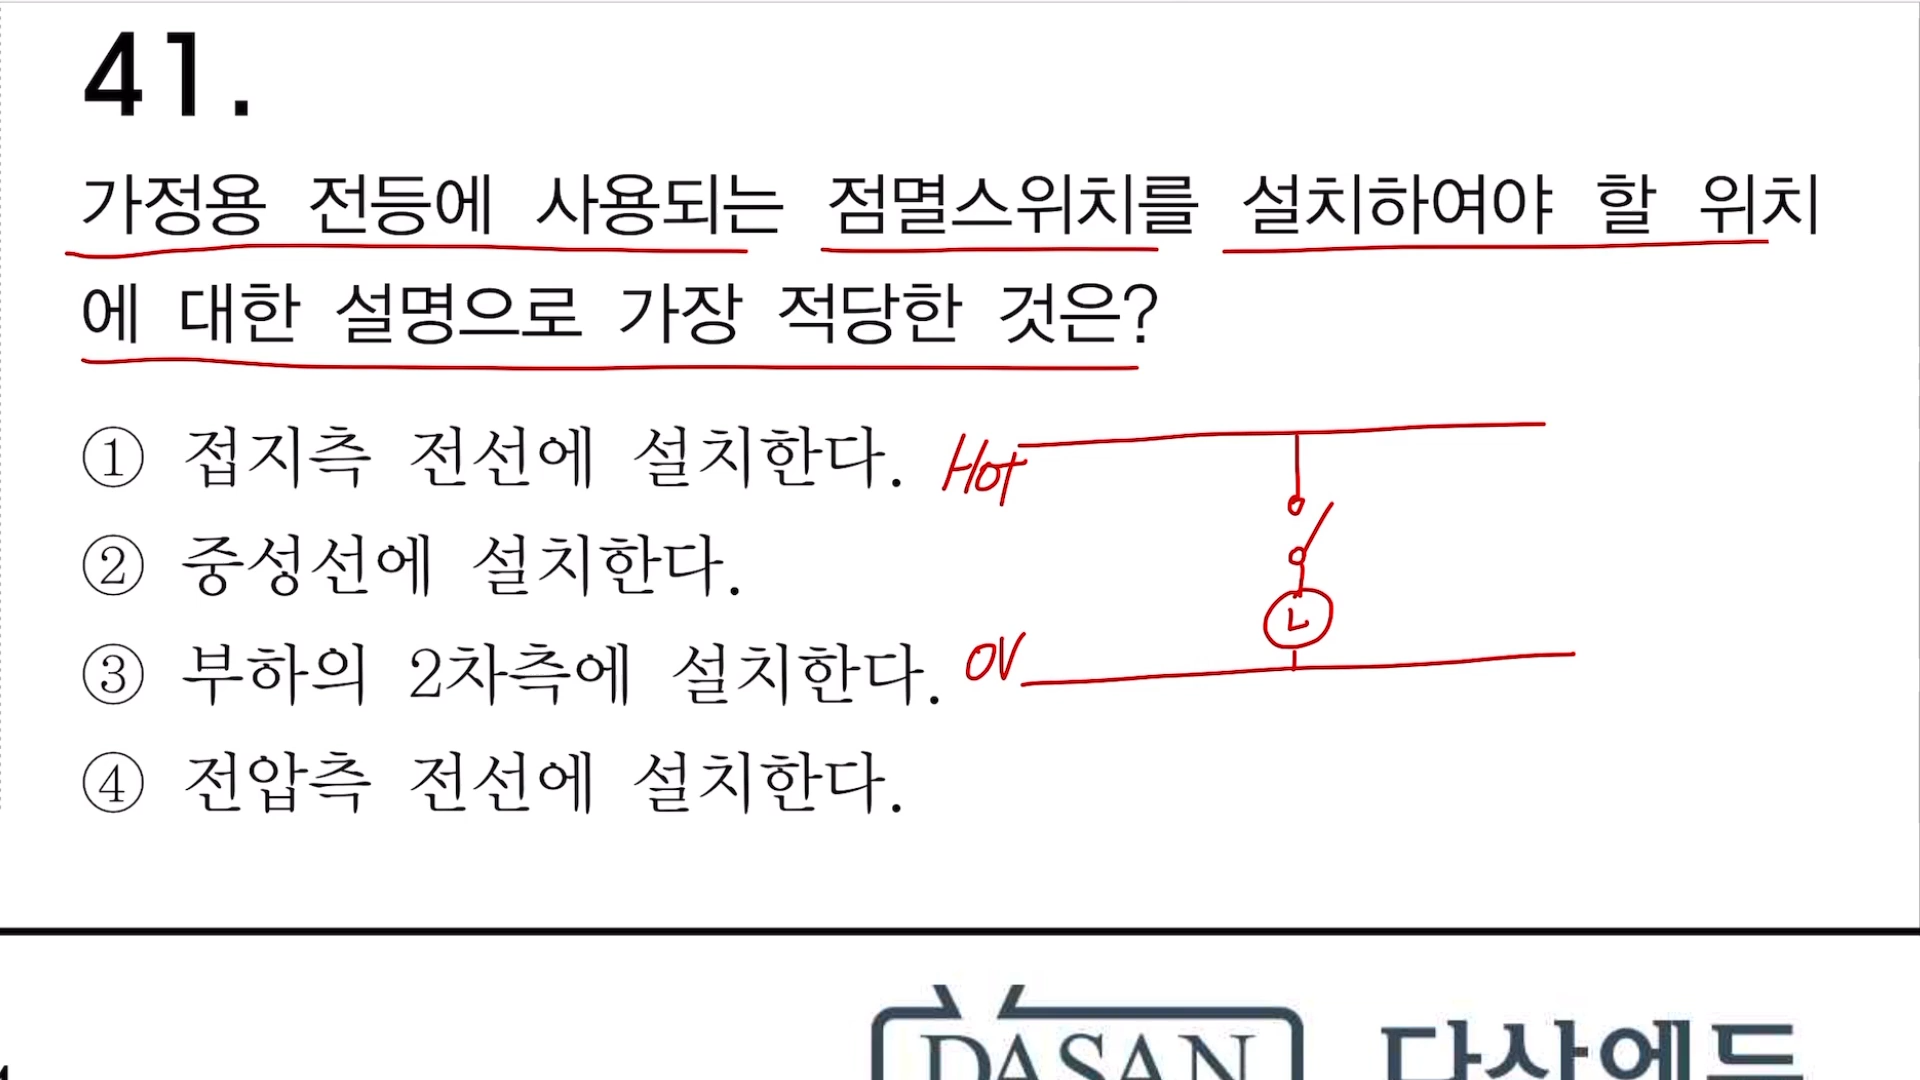 41.
가정용 전등에 사용되는 점멸스위치를 설치하여야 할 위치
에 대한 설명으로 가장 적당한 것은?
① 접지측 전선에 설치한다.
② 중성선에 설치한다.
③ 부하의 2차측에 설치한다.
④ 전압측 전선에 설치한다.
Hot
L
0V
DASAN 다산에듀